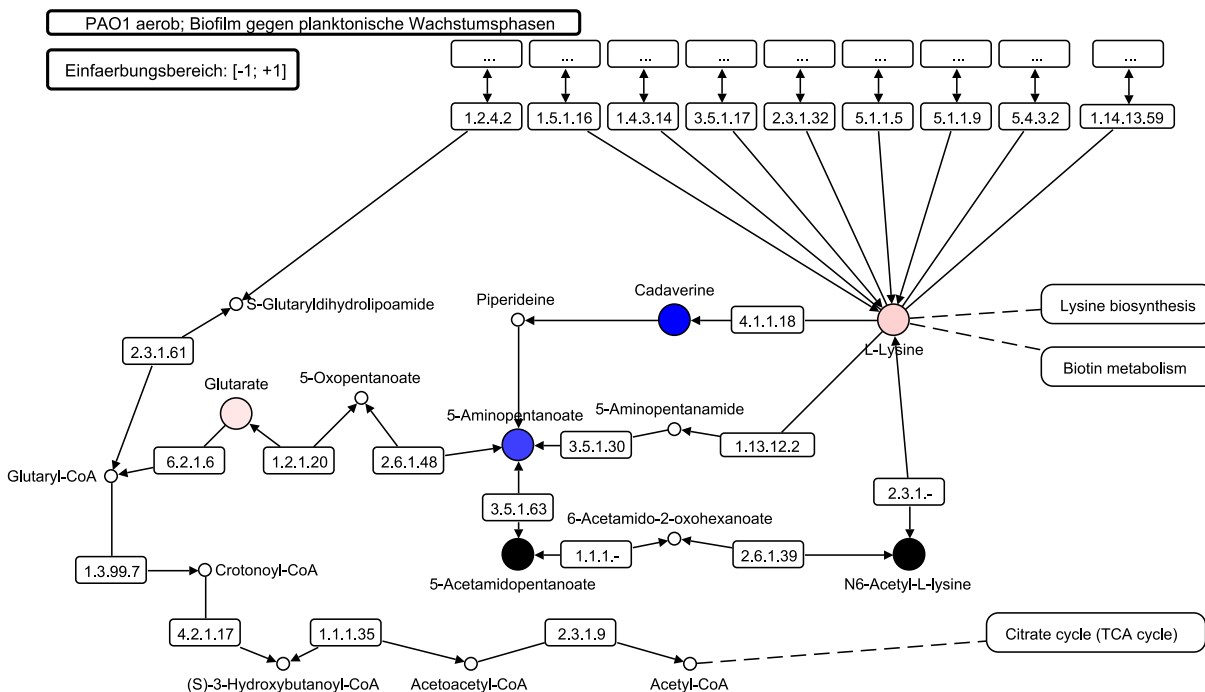 PAO1 aerob; Biofilm gegen planktonische Wachstumsphasen
Einfaerbungsbereich: [-1; +1]
... ... ... ... ... ... ... ... ...
1.2.4.2 1.5.1.16 1.4.3.14 3.5.1.17 2.3.1.32 5.1.1.5 5.1.1.9 5.4.3.2 1.14.13.59
S-Glutaryldihydrolipoamide
Piperideine
Cadaverine
4.1.1.18
L-Lysine
Lysine biosynthesis
Biotin metabolism
2.3.1.61
Glutarate
5-Oxopentanoate
5-Aminopentanoate
5-Aminopentanamide
6.2.1.6
1.2.1.20
2.6.1.48
3.5.1.30
1.13.12.2
Glutaryl-CoA
2.3.1.-
3.5.1.63
6-Acetamido-2-oxohexanoate
1.1.1.-
2.6.1.39
5-Acetamidopentanoate
N6-Acetyl-L-lysine
1.3.99.7
Crotonoyl-CoA
4.2.1.17
1.1.1.35
2.3.1.9
Citrate cycle (TCA cycle)
(S)-3-Hydroxybutanoyl-CoA
Acetoacetyl-CoA
Acetyl-CoA